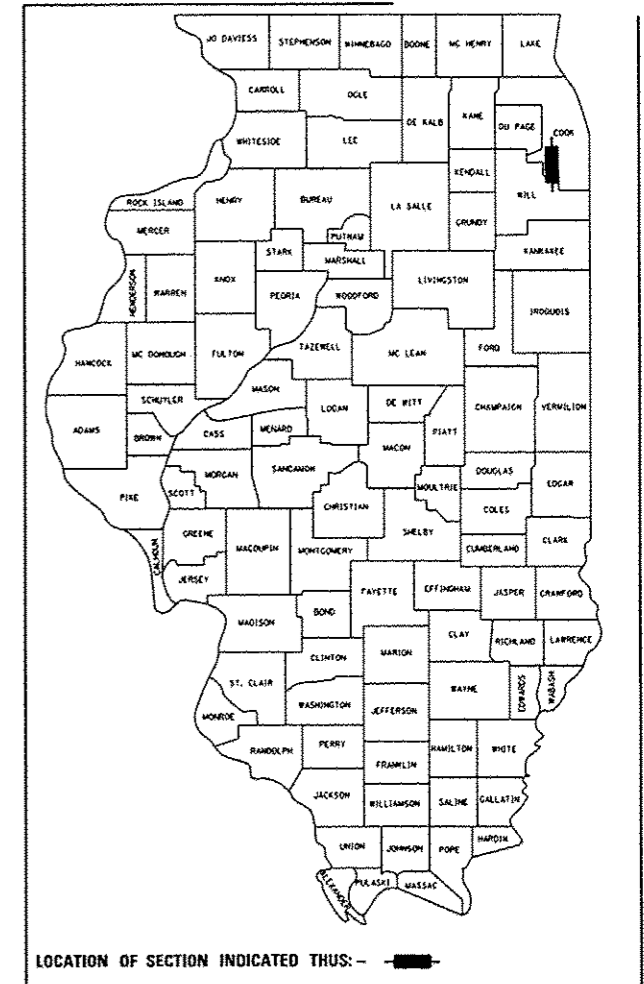 JO DAVIESS STEPHENSON WINNEBAGO BOONE MC HENRY LAKE
CARROLL OGLE DE KALB KANE DU PAGE COOK
WHITESIDE LEE KENDALL WILL
ROCK ISLAND HENRY BUREAU LA SALLE GRUNDY
MERCER PUTNAM KANKAKEE
STARK MARSHALL
HENDERSON WARREN KNOX PEORIA WOODFORD LIVINGSTON IROQUOIS
HANCOCK MC DONOUGH FULTON TAZEWELL MC LEAN FORD
SCHUYLER MASON LOGAN DE WITT CHAMPAIGN VERMILION
ADAMS BROWN CASS MENARD MACON PIATT
PIKE SCOTT MORGAN SANGAMON CHRISTIAN MOULTRIE DOUGLAS EDGAR
COLES
CALHOUN GREENE MACOUPIN MONTGOMERY SHELBY CUMBERLAND CLARK
JERSEY FAYETTE EFFINGHAM JASPER CRAWFORD
MADISON BOND CLAY RICHLAND LAWRENCE
CLINTON MARION
ST. CLAIR WASHINGTON JEFFERSON WAYNE EDWARDS WABASH
MONROE
RANDOLPH PERRY FRANKLIN HAMILTON WHITE
JACKSON WILLIAMSON SALINE GALLATIN
UNION JOHNSON POPE HARDIN
ALEXANDER PULASKI MASSAC
LOCATION OF SECTION INDICATED THUS: –